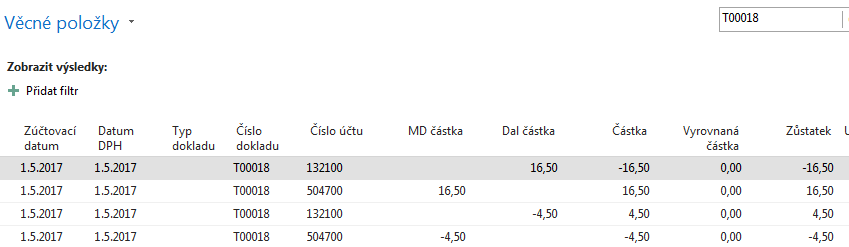 Věcné položky
T00018
Zobrazit výsledky:
Přidat filtr
Zúčtovací datum Datum DPH Typ dokladu Číslo dokladu Číslo účtu MD částka Dal částka Částka Vyrovnaná částka Zůstatek U
1.5.2017 1.5.2017 T00018 132100 16,50 -16,50 0,00 -16,50
1.5.2017 1.5.2017 T00018 504700 16,50 16,50 0,00 16,50
1.5.2017 1.5.2017 T00018 132100 -4,50 4,50 0,00 4,50
1.5.2017 1.5.2017 T00018 504700 -4,50 -4,50 0,00 -4,50